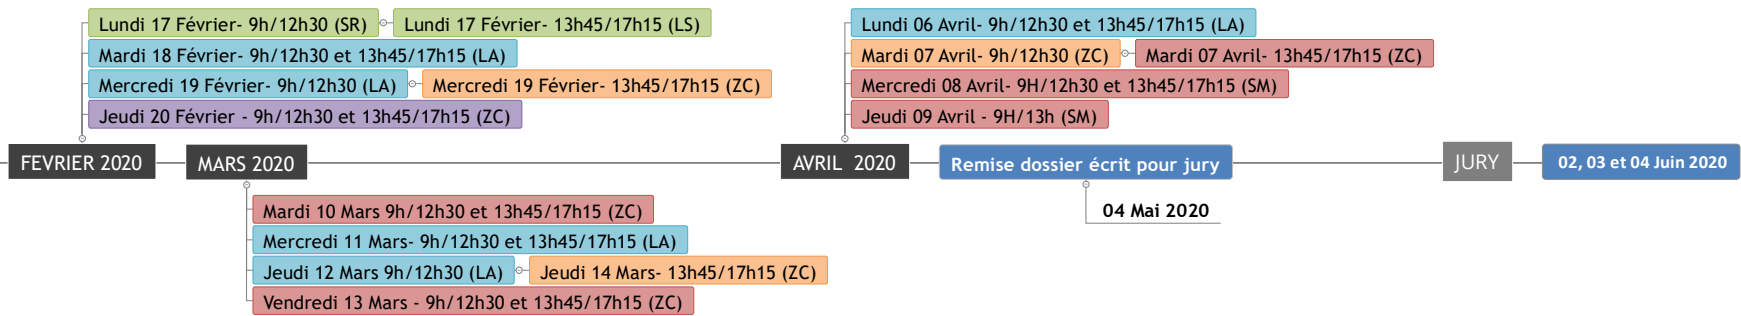 Lundi 17 Février- 9h/12h30 (SR) Lundi 17 Février- 13h45/17h15 (LS)
Mardi 18 Février- 9h/12h30 et 13h45/17h15 (LA)
Mercredi 19 Février- 9h/12h30 (LA) Mercredi 19 Février- 13h45/17h15 (ZC)
Jeudi 20 Février - 9h/12h30 et 13h45/17h15 (ZC)
Lundi 06 Avril- 9h/12h30 et 13h45/17h15 (LA)
Mardi 07 Avril- 9h/12h30 (ZC) Mardi 07 Avril- 13h45/17h15 (ZC)
Mercredi 08 Avril- 9H/12h30 et 13h45/17h15 (SM)
Jeudi 09 Avril - 9H/13h (SM)
FEVRIER 2020 MARS 2020 AVRIL 2020 Remise dossier écrit pour jury JURY 02, 03 et 04 Juin 2020
04 Mai 2020
Mardi 10 Mars 9h/12h30 et 13h45/17h15 (ZC)
Mercredi 11 Mars- 9h/12h30 et 13h45/17h15 (LA)
Jeudi 12 Mars 9h/12h30 (LA) Jeudi 14 Mars- 13h45/17h15 (ZC)
Vendredi 13 Mars - 9h/12h30 et 13h45/17h15 (ZC)